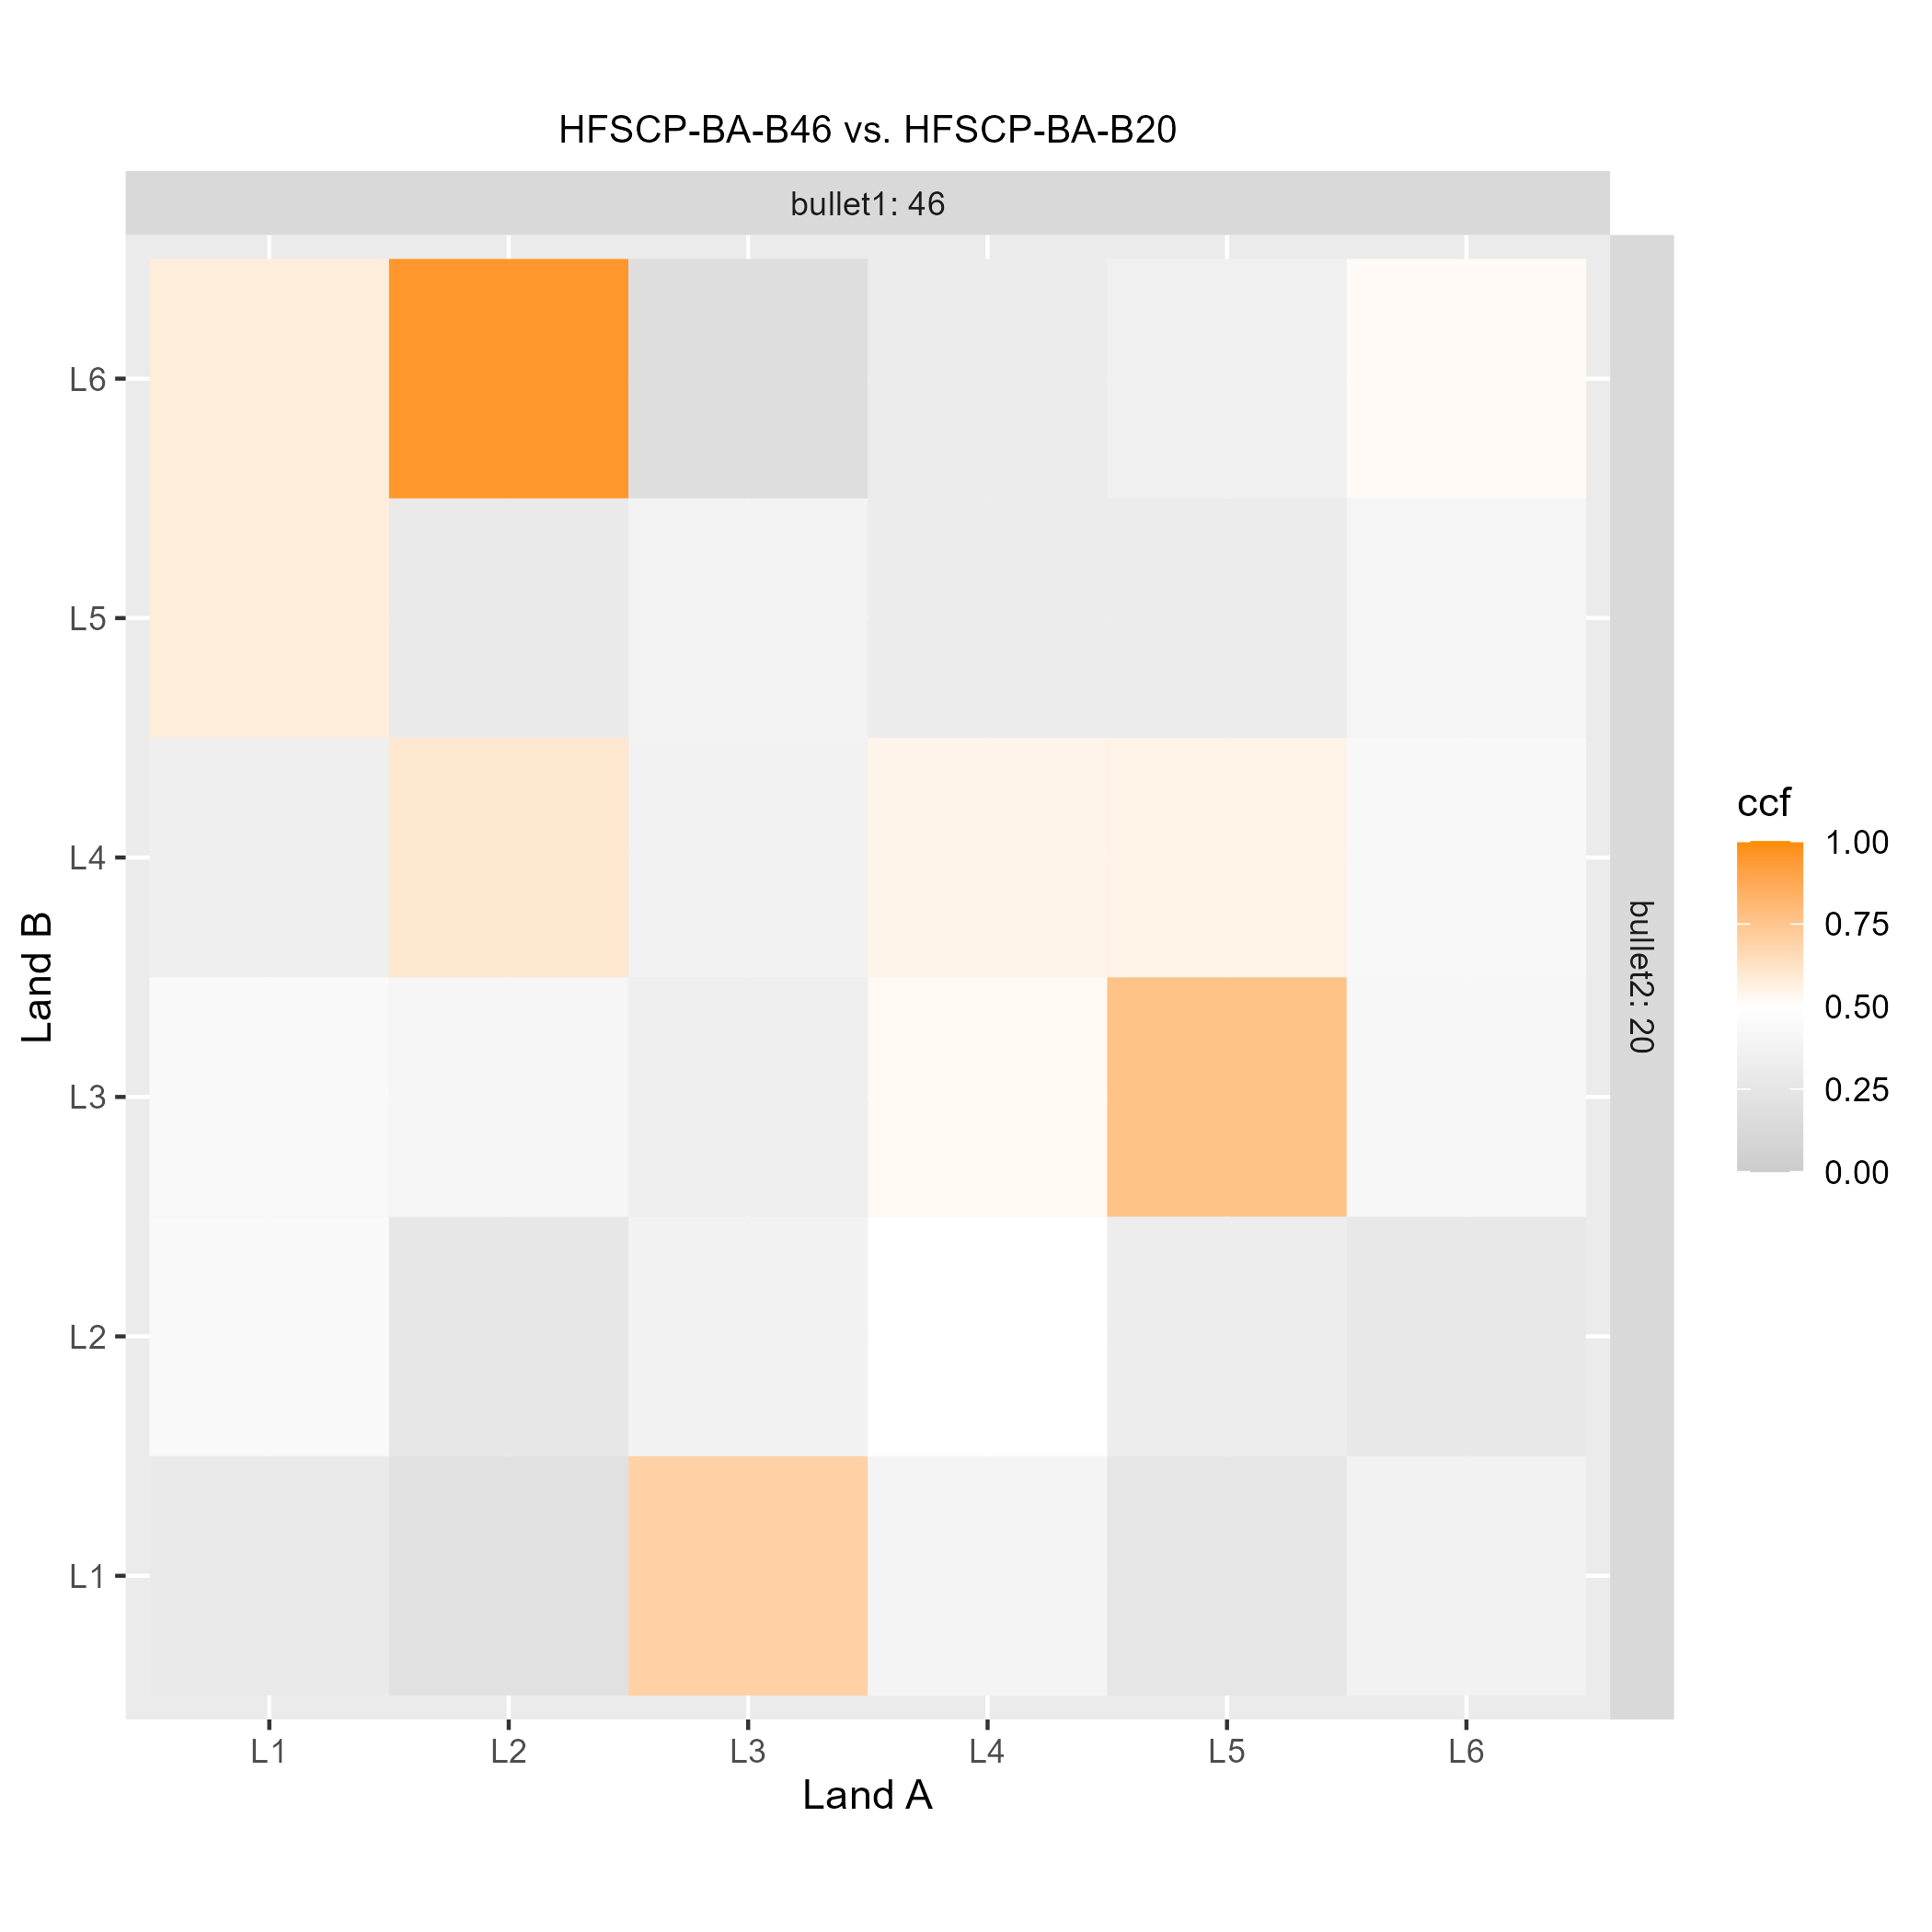 HFSCP-BA-B46 vs. HFSCP-BA-B20
bullet1: 46
L6
L5
L4
L3
L2
L1
Land B
bullet2: 20
L1 L2 L3 L4 L5 L6
Land A
ccf
1.00
0.75
0.50
0.25
0.00